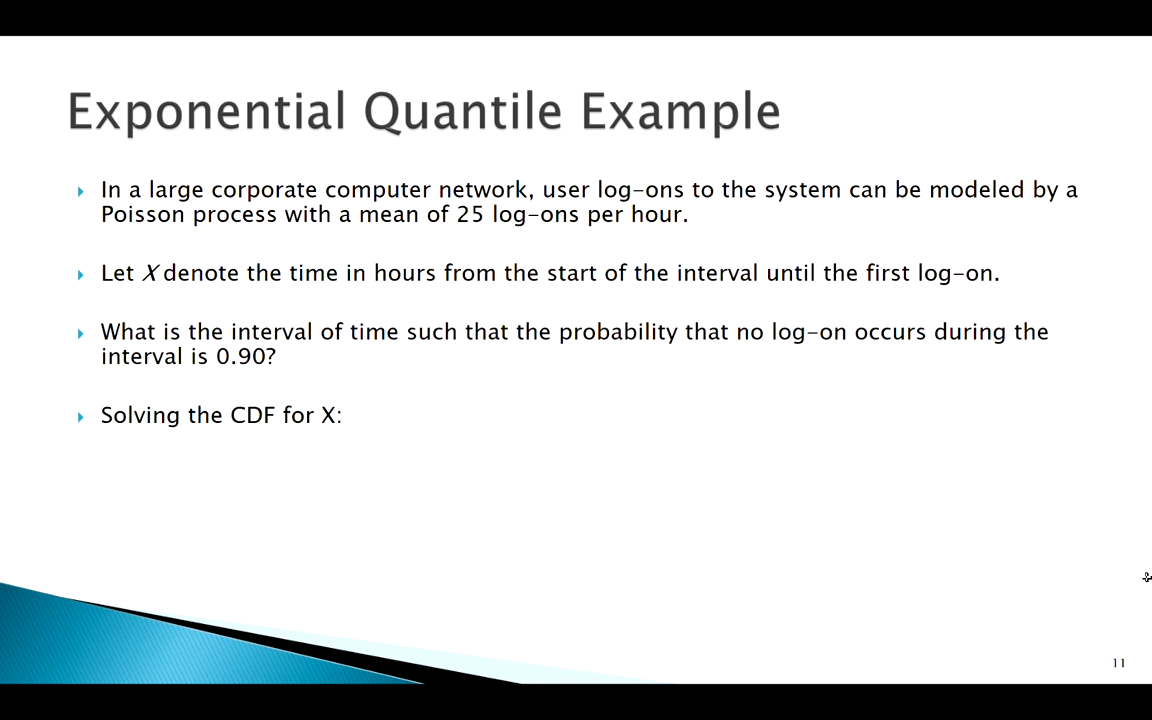 Exponential Quantile Example
In a large corporate computer network, user log-ons to the system can be modeled by a
Poisson process with a mean of 25 log-ons per hour.
Let X denote the time in hours from the start of the interval until the first log-on.
What is the interval of time such that the probability that no log-on occurs during the
interval is 0.90?
Solving the CDF for X:
11